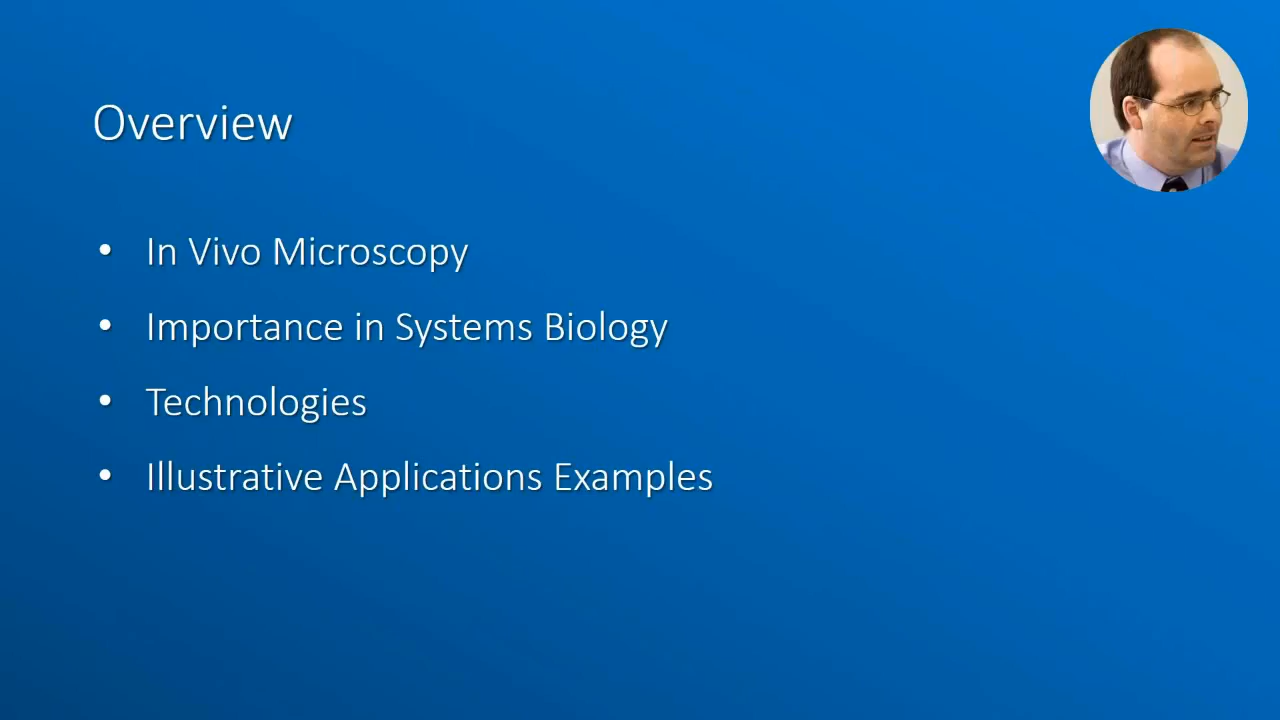 Overview
• In Vivo Microscopy
• Importance in Systems Biology
• Technologies
• Illustrative Applications Examples